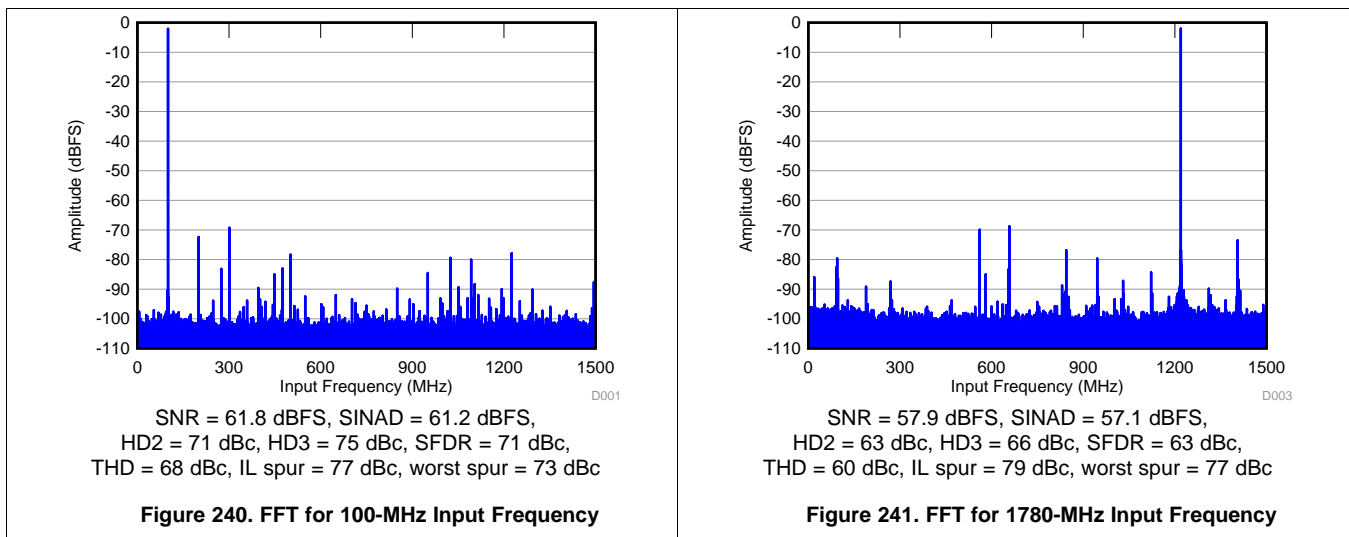 0
-10
-20
-30
-40
-50
-60
-70
-80
-90
-100
-110
Amplitude (dBFS)
0 300 600 900 1200 1500
Input Frequency (MHz)
D001
SNR = 61.8 dBFS, SINAD = 61.2 dBFS,
HD2 = 71 dBc, HD3 = 75 dBc, SFDR = 71 dBc,
THD = 68 dBc, IL spur = 77 dBc, worst spur = 73 dBc
Figure 240. FFT for 100-MHz Input Frequency
0
-10
-20
-30
-40
-50
-60
-70
-80
-90
-100
-110
Amplitude (dBFS)
0 300 600 900 1200 1500
Input Frequency (MHz)
D003
SNR = 57.9 dBFS, SINAD = 57.1 dBFS,
HD2 = 63 dBc, HD3 = 66 dBc, SFDR = 63 dBc,
THD = 60 dBc, IL spur = 79 dBc, worst spur = 77 dBc
Figure 241. FFT for 1780-MHz Input Frequency